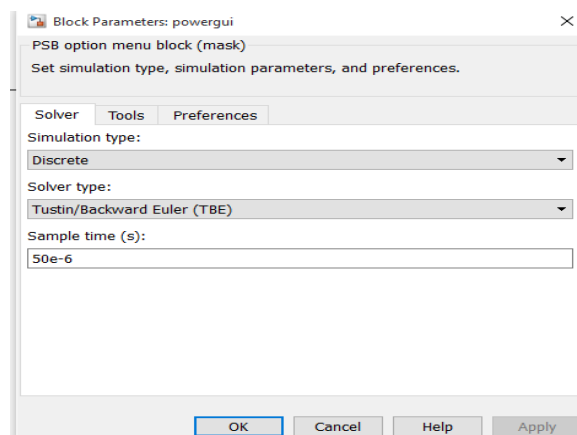 Block Parameters: powergui
PSB option menu block (mask)
Set simulation type, simulation parameters, and preferences.
Solver Tools Preferences
Simulation type:
Discrete
Solver type:
Tustin/Backward Euler (TBE)
Sample time (s):
50e-6
OK Cancel Help Apply